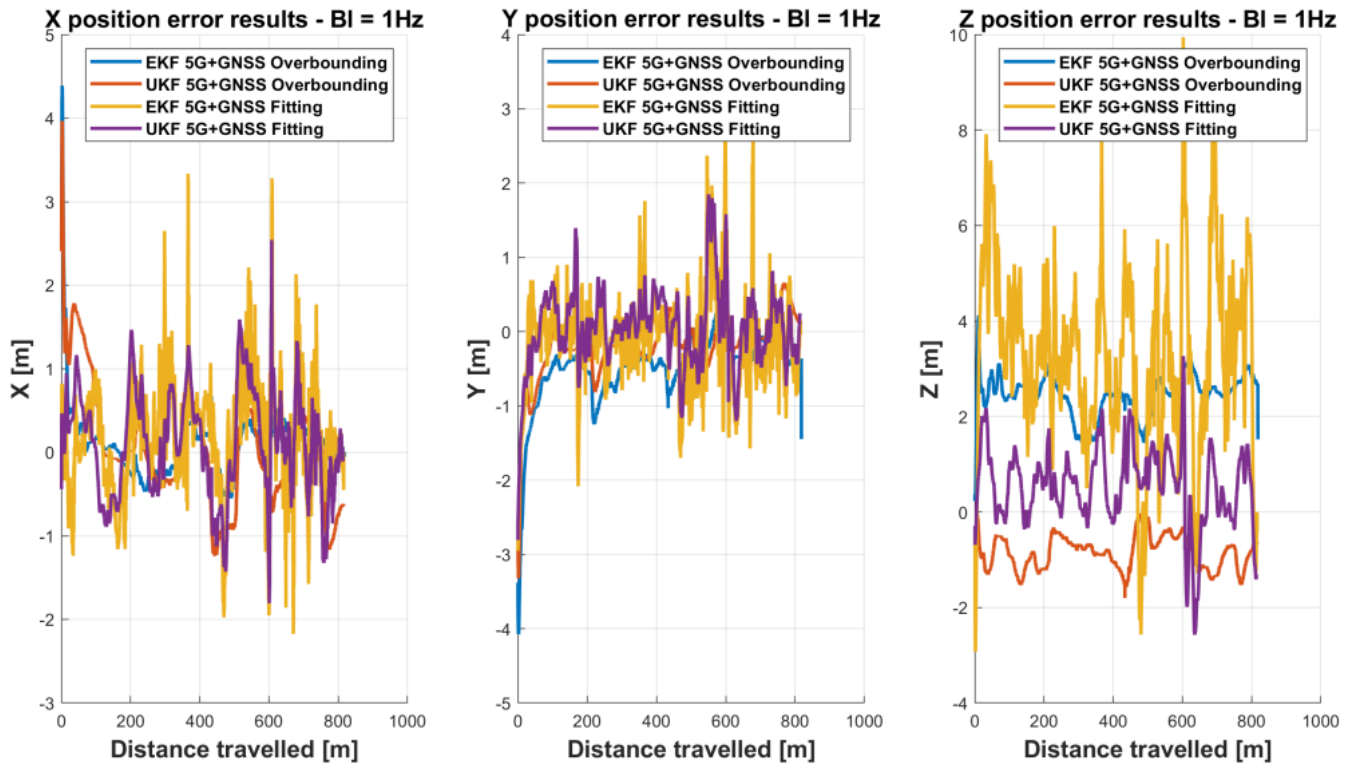 X position error results - Bl = 1Hz
5
4
3
2
1
0
-1
-2
-3
X [m]
EKF 5G+GNSS Overbounding
UKF 5G+GNSS Overbounding
EKF 5G+GNSS Fitting
UKF 5G+GNSS Fitting
0 200 400 600 800 1000
Distance travelled [m]
Y position error results - Bl = 1Hz
4
3
2
1
0
-1
-2
-3
-4
-5
Y [m]
EKF 5G+GNSS Overbounding
UKF 5G+GNSS Overbounding
EKF 5G+GNSS Fitting
UKF 5G+GNSS Fitting
0 200 400 600 800 1000
Distance travelled [m]
Z position error results - Bl = 1Hz
10
8
6
4
2
0
-2
-4
Z [m]
EKF 5G+GNSS Overbounding
UKF 5G+GNSS Overbounding
EKF 5G+GNSS Fitting
UKF 5G+GNSS Fitting
0 200 400 600 800 1000
Distance travelled [m]